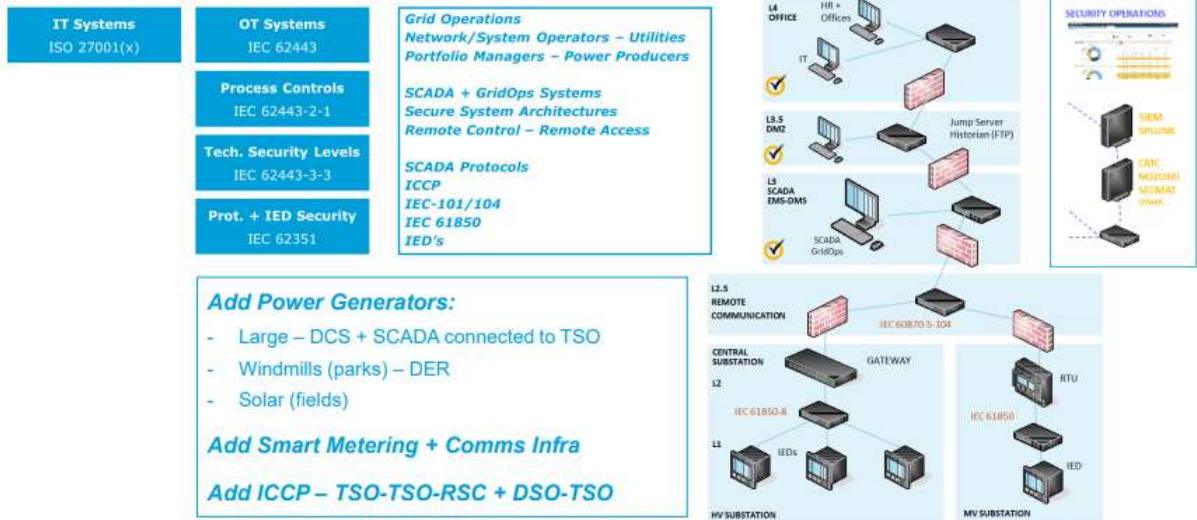 IT Systems
ISO 27001(x)
OT Systems
IEC 62443
Process Controls
IEC 62443-2-1
Tech. Security Levels
IEC 62443-3-3
Prot. + IED Security
IEC 62351
Grid Operations
Network/System Operators – Utilities
Portfolio Managers – Power Producers
SCADA + GridOps Systems
Secure System Architectures
Remote Control – Remote Access
SCADA Protocols
ICCP
IEC-101/104
IEC 61850
IED's
Add Power Generators:
- Large – DCS + SCADA connected to TSO
- Windmills (parks) – DER
- Solar (fields)
Add Smart Metering + Comms Infra
Add ICCP – TSO-TSO-RSC + DSO-TSO
L4
OFFICE
HR +
Offices
IT
L3.5
DMZ
Jump Server
Historian (FTP)
L3
SCADA
EMS-DMS
SCADA
GridOps
L2.5
REMOTE
COMMUNICATION
IEC 60870-5-104
CENTRAL
SUBSTATION
GATEWAY
L2
IEC 61850-8
L1
IEDs
HV SUBSTATION
RTU
IEC 61850
IED
MV SUBSTATION
SECURITY OPERATIONS
SIEM
SPLUNK
CMC
NOZOMI
SECMAT